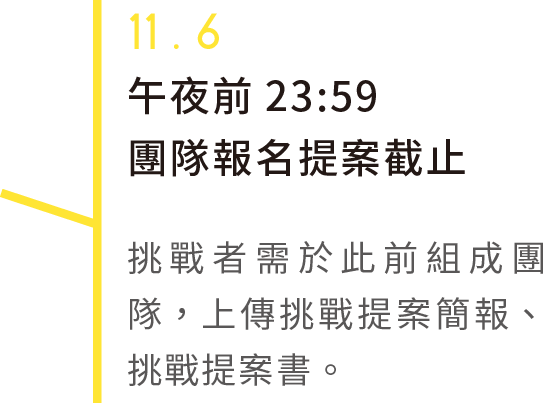 11.6
午夜前 23:59
團隊報名提案截止
挑戰者需於此前組成團
隊，上傳挑戰提案簡報、
挑戰提案書。